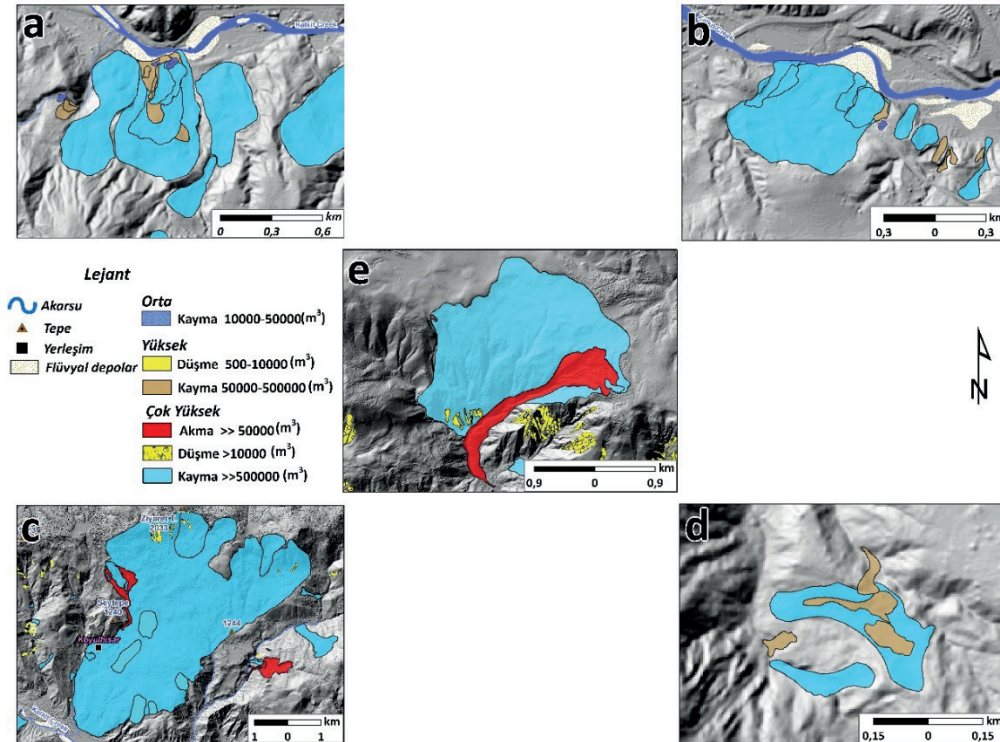 a
Kelkit Creek
0 0,3 0,6
km
b
0,3 0 0,3
km
Lejant
Akarsu
Tepe
Yerleşim
Flüvyal depolar
Orta
Kayma 10000-50000(m³)
Yüksek
Düşme 500-10000(m³)
Kayma 50000-500000(m³)
Çok Yüksek
Akma >> 50000(m³)
Düşme >10000 (m³)
Kayma >>500000(m³)
e
0,9 0 0,9
km
N
c
2033
1240
Koyulhisar
1244
1 0 1
km
d
0,15 0 0,15
km